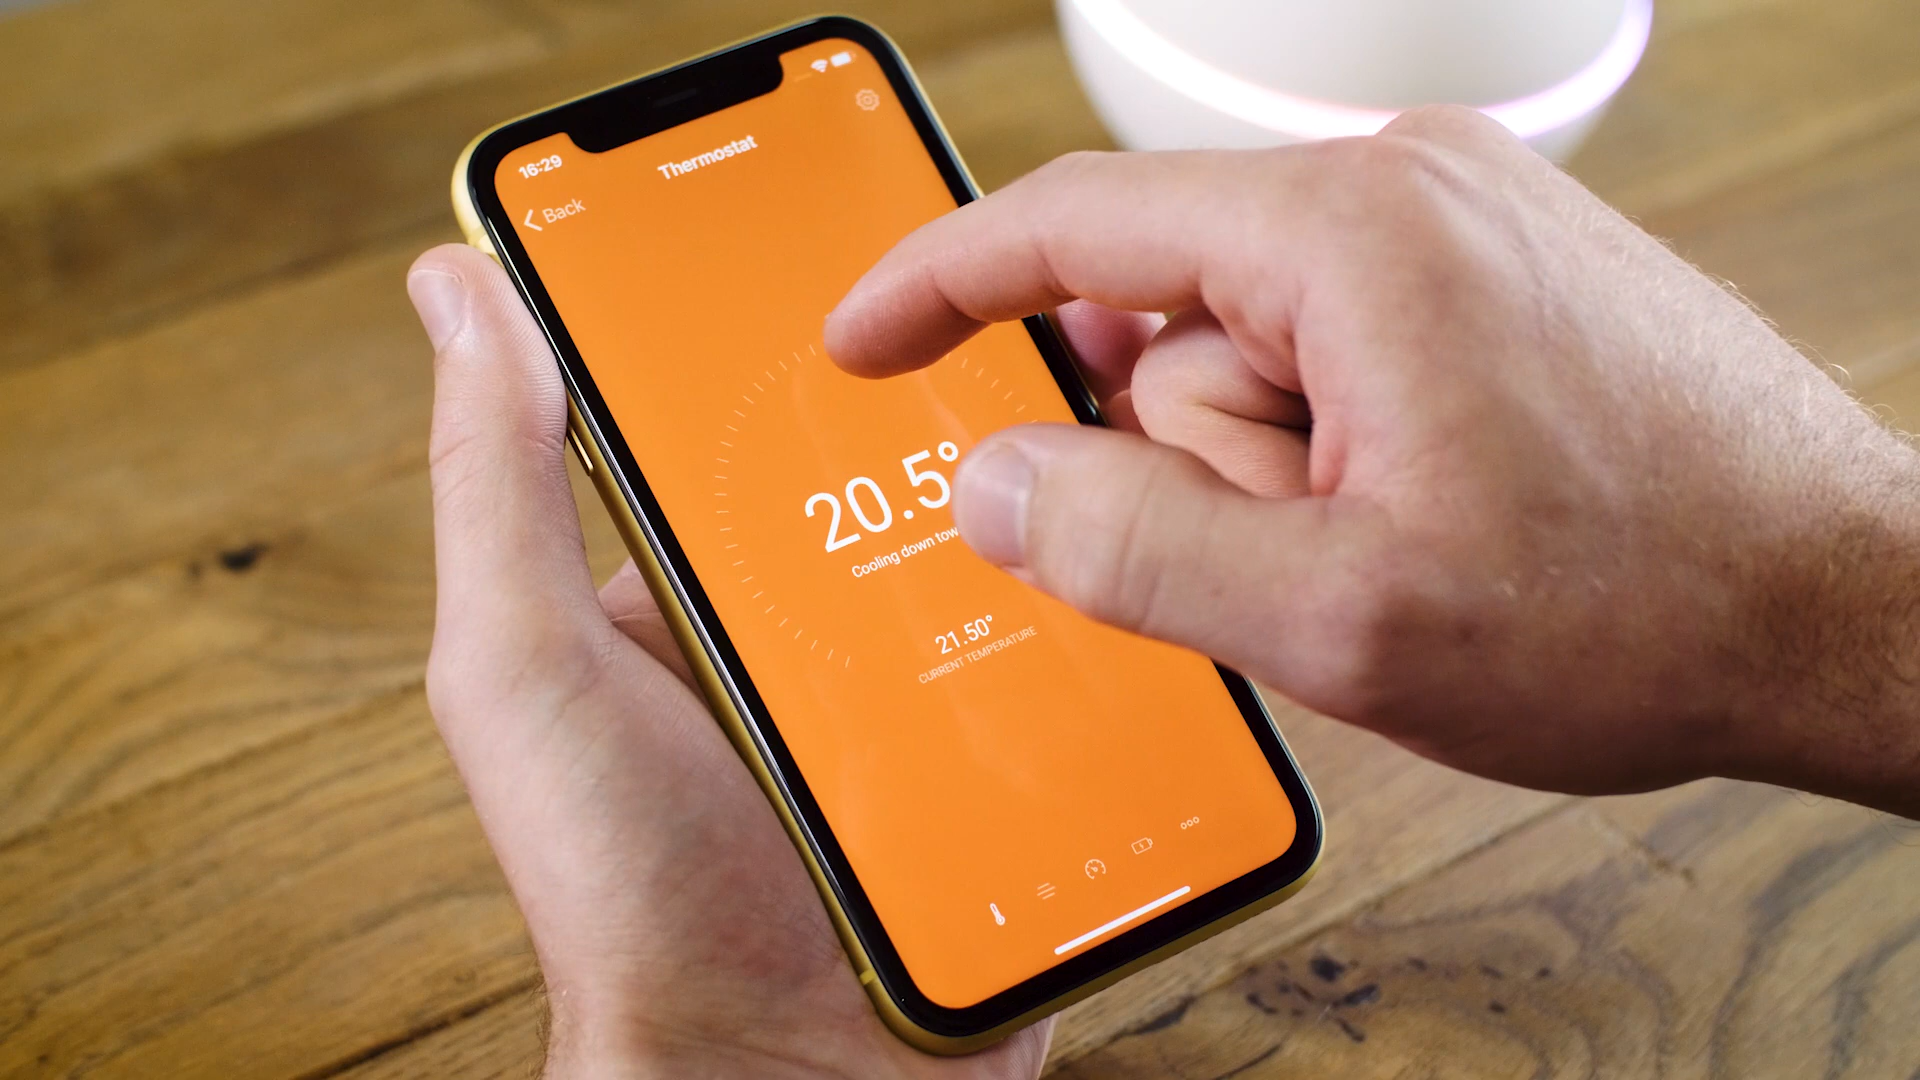 16:29
Thermostat
Back
20.5°
Cooling down
21.50°
CURRENT TEMPERATURE